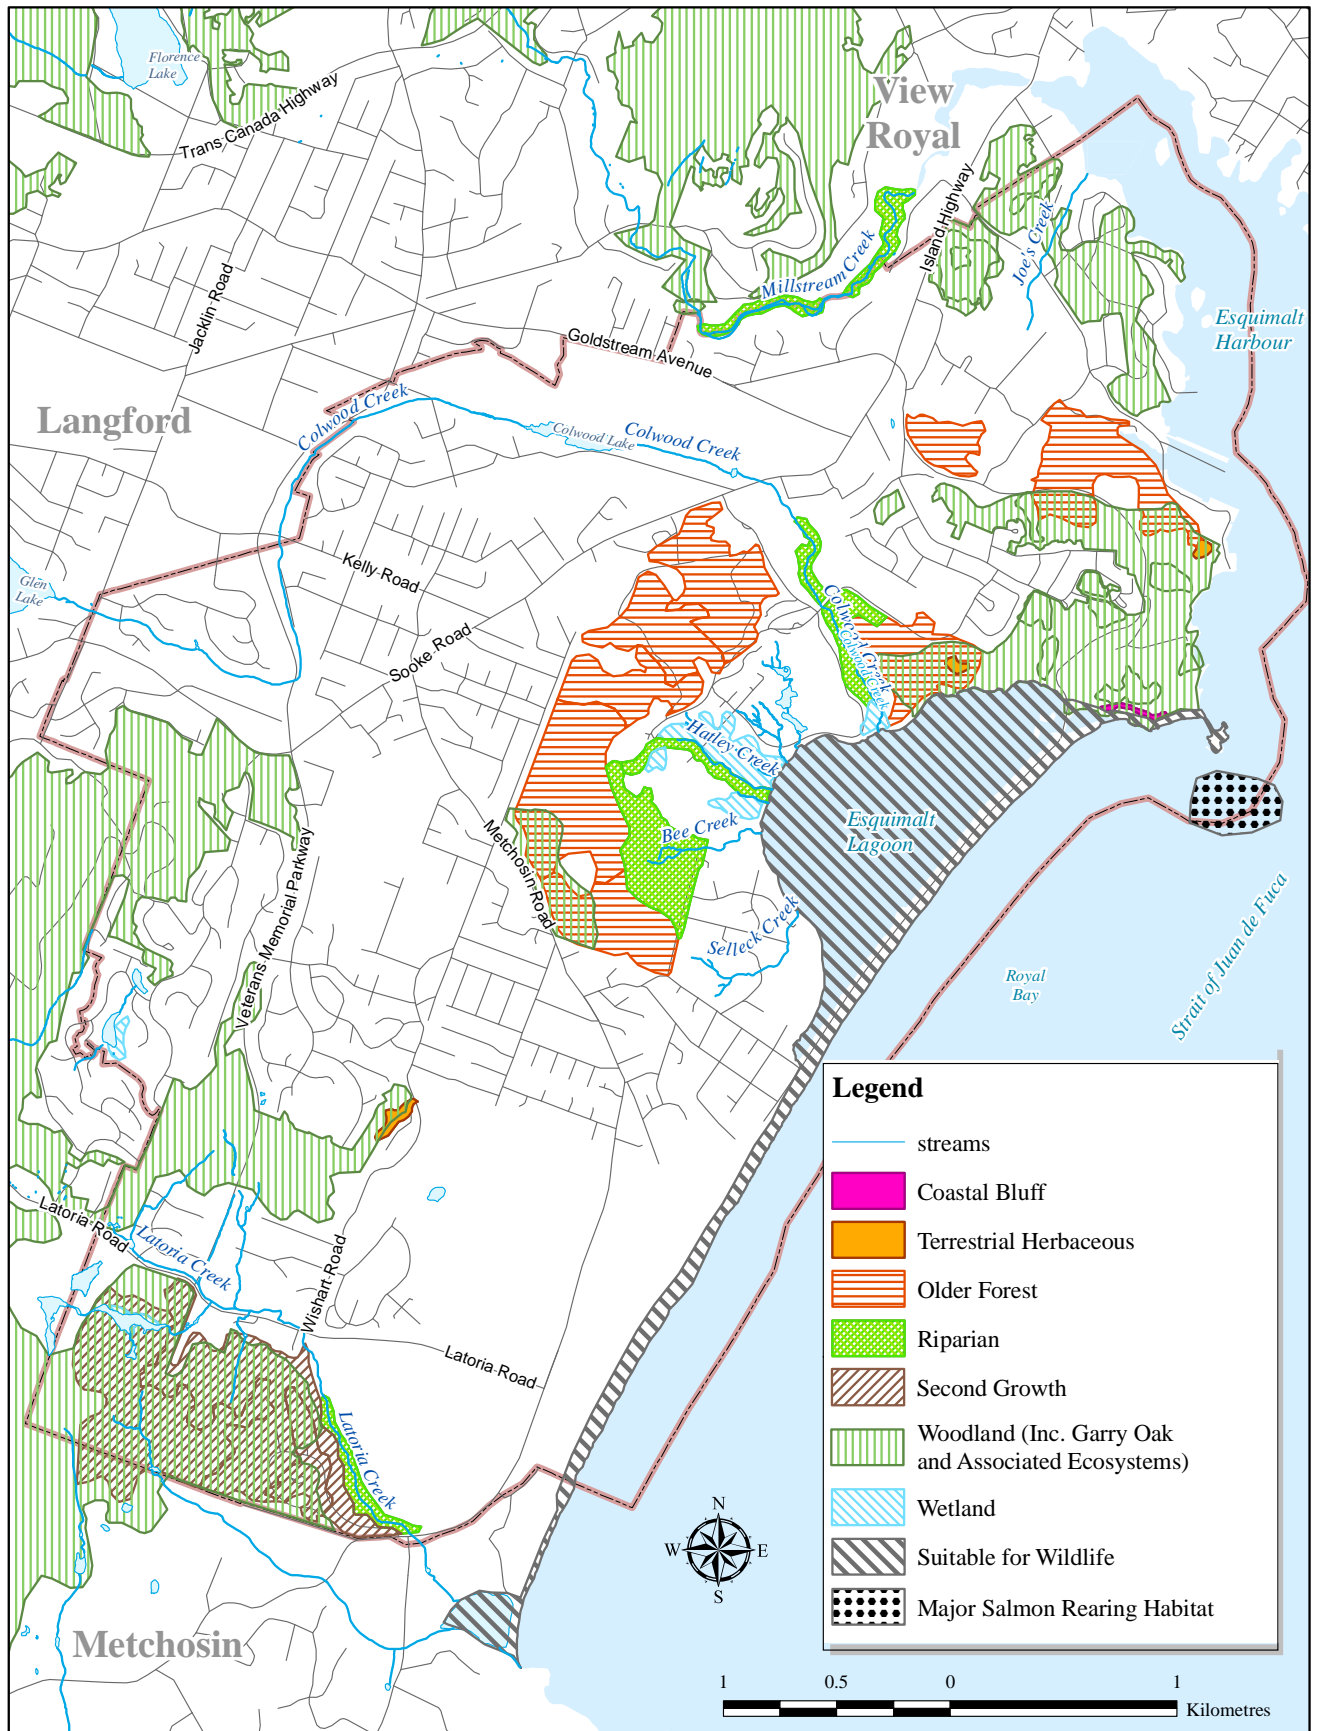 Florence
Lake
Trans Canada Highway
View
Royal
Island Highway
Joe's Creek
Millstream Creek
Jacklin Road
Esquimalt
Harbour
Goldstream Avenue
Langford
Colwood Creek
Colwood Lake
Colwood Creek
Kelly Road
Glen
Lake
Sooke Road
Colwood Creek
Colwood Creek
Hatley Creek
Bee Creek
Esquimalt
Lagoon
Metchosin Road
Veterans Memorial Parkway
Selleck Creek
Strait of Juan de Fuca
Royal
Bay
Latoria Road
Latoria Creek
Wishart Road
Latoria Road
Latoria Creek
Metchosin
Legend
streams
Coastal Bluff
Terrestrial Herbaceous
Older Forest
Riparian
Second Growth
Woodland (Inc. Garry Oak
and Associated Ecosystems)
Wetland
Suitable for Wildlife
Major Salmon Rearing Habitat
N
W E
S
1 0.5 0 1
Kilometres